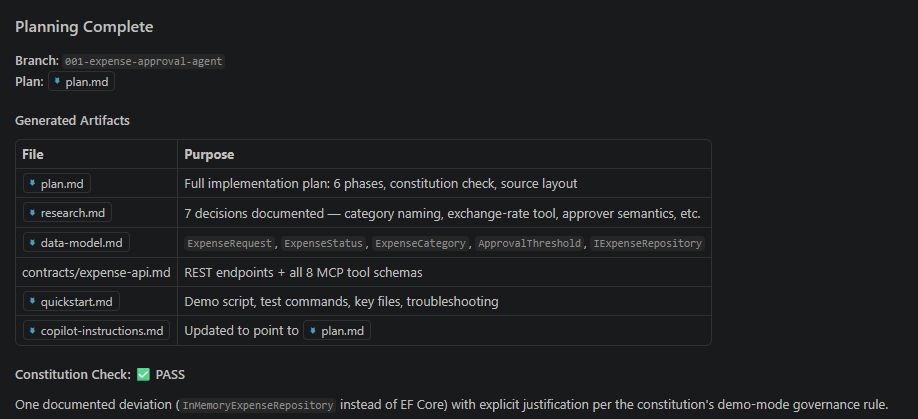 Planning Complete
Branch: 001-expense-approval-agent
Plan: plan.md
Generated Artifacts
File Purpose
plan.md Full implementation plan: 6 phases, constitution check, source layout
research.md 7 decisions documented — category naming, exchange-rate tool, approver semantics, etc.
data-model.md ExpenseRequest, ExpenseStatus, ExpenseCategory, ApprovalThreshold, IExpenseRepository
contracts/expense-api.md REST endpoints + all 8 MCP tool schemas
quickstart.md Demo script, test commands, key files, troubleshooting
copilot-instructions.md Updated to point to plan.md
Constitution Check: ✅ PASS
One documented deviation (InMemoryExpenseRepository instead of EF Core) with explicit justification per the constitution's demo-mode governance rule.